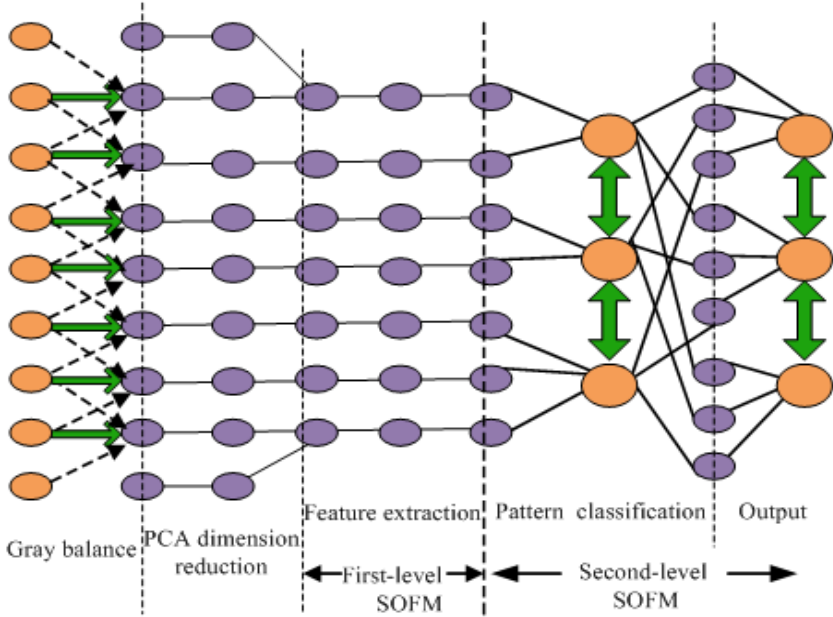 Gray balance
PCA dimension
reduction
Feature extraction
Pattern classification
Output
First-level
SOFM
Second-level
SOFM